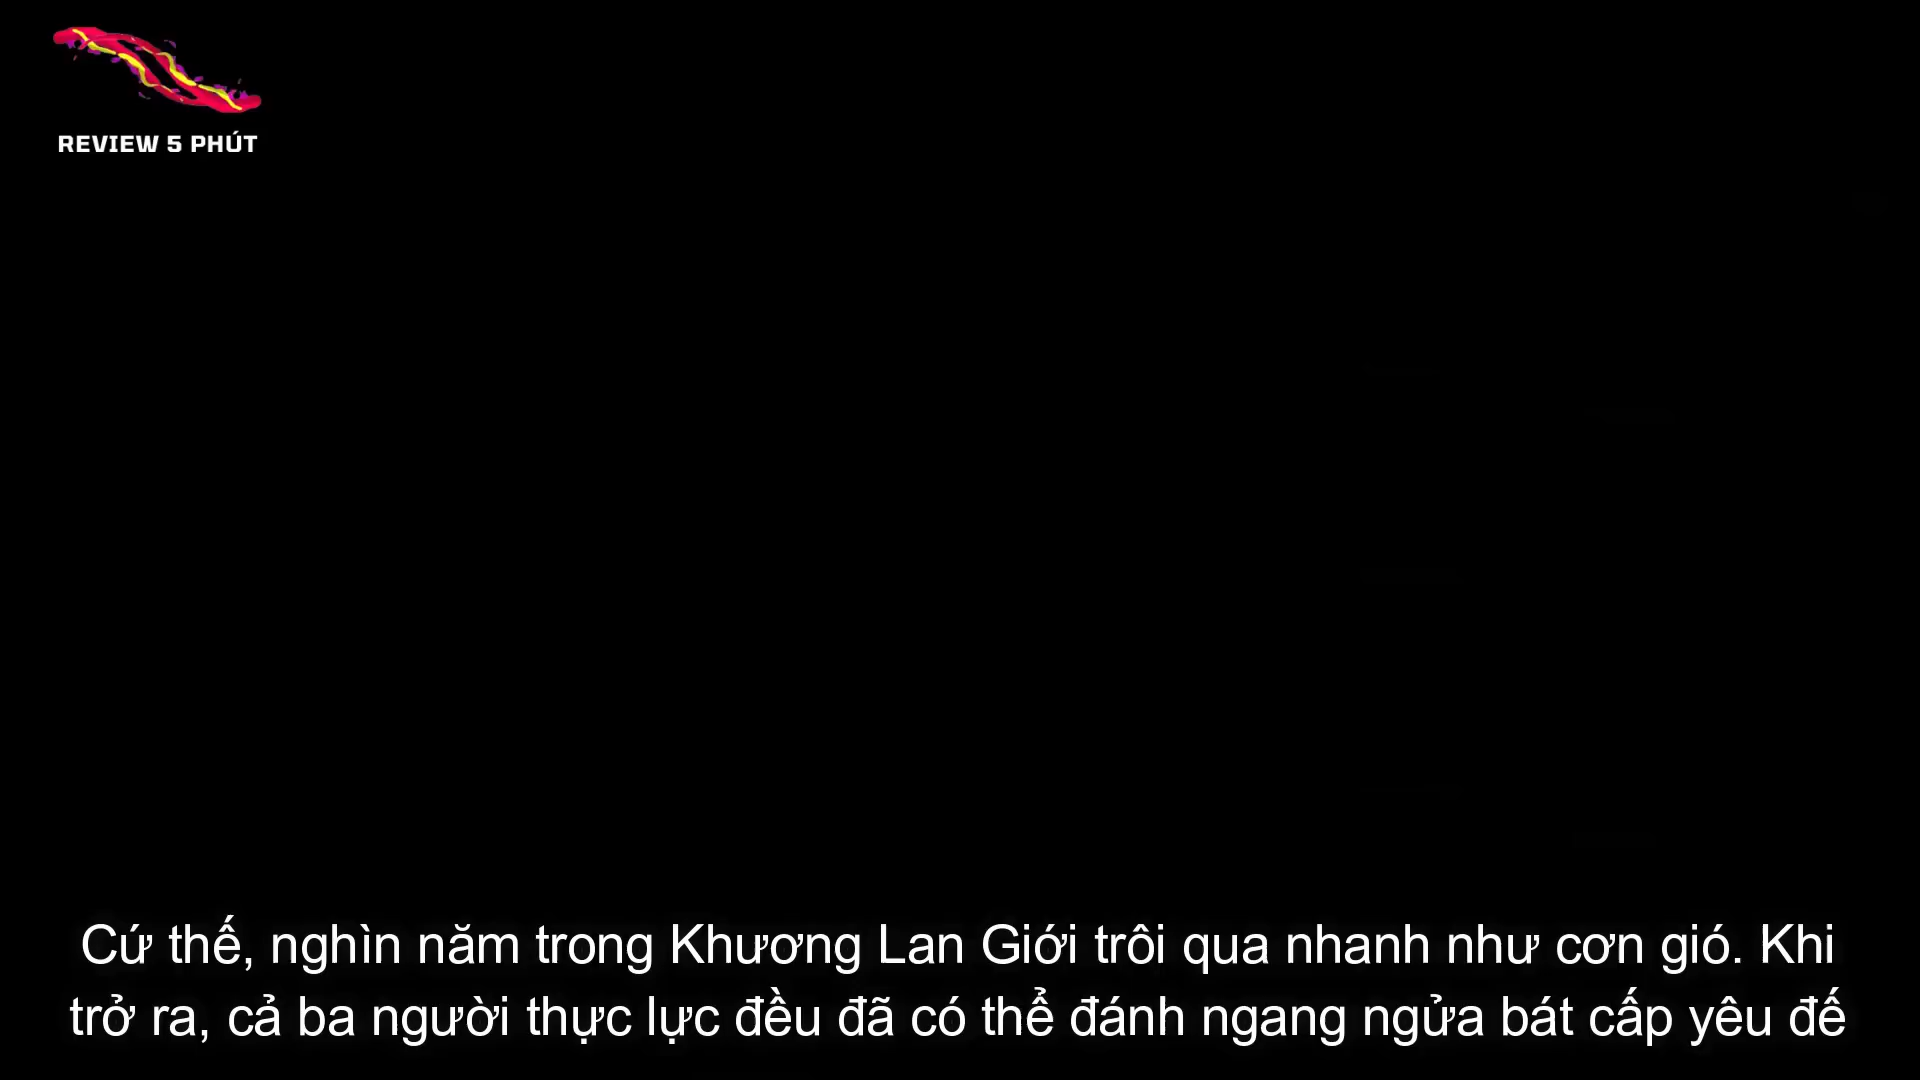 REVIEW 5 PHÚT
Cứ thế, nghìn năm trong Khương Lan Giới trôi qua nhanh như cơn gió. Khi
trở ra, cả ba người thực lực đều đã có thể đánh ngang ngửa bát cấp yêu đế